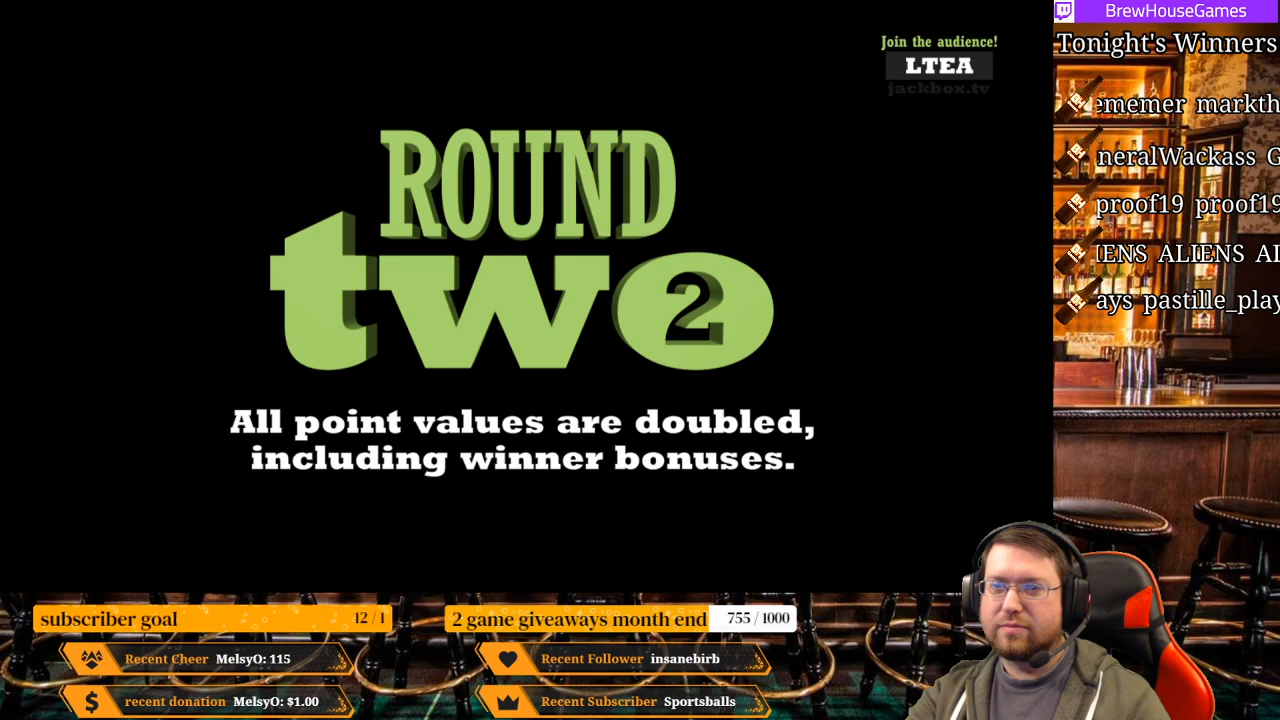 BrewHouseGames
Tonight's Winners
Join the audience!
LTEA
jackbox.tv
ROUND
two
2
All point values are doubled,
including winner bonuses.
ememer markth
neralWackass G
proof19 proof19
IENS ALIENS AL
ays pastille_play
subscriber goal 12 / 1
2 game giveaways month end 755 / 1000
Recent Cheer MelsyO: 115
Recent Follower insanebirb
recent donation MelsyO: $1.00
Recent Subscriber Sportsballs